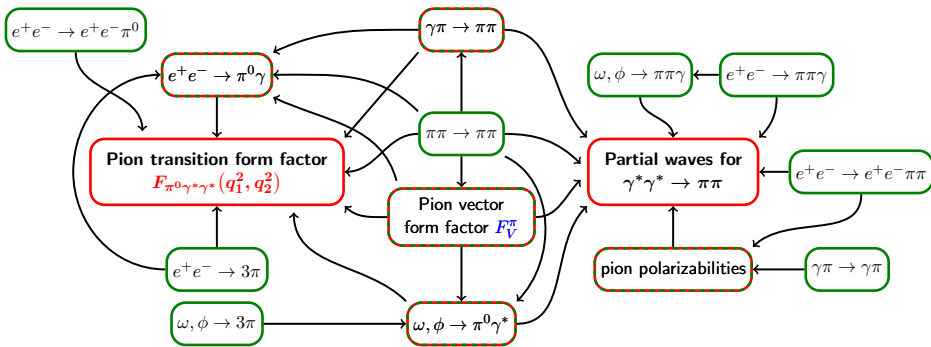 e⁺e⁻ → e⁺e⁻π⁰
γπ → ππ
e⁺e⁻ → π⁰γ
ω, ϕ → ππγ
e⁺e⁻ → ππγ
ππ → ππ
Pion transition form factor
F_{π⁰γ*γ*}(q₁², q₂²)
Partial waves for
γ*γ* → ππ
e⁺e⁻ → e⁺e⁻ππ
Pion vector
form factor F_V^π
e⁺e⁻ → 3π
pion polarizabilities
γπ → γπ
ω, ϕ → 3π
ω, ϕ → π⁰γ*